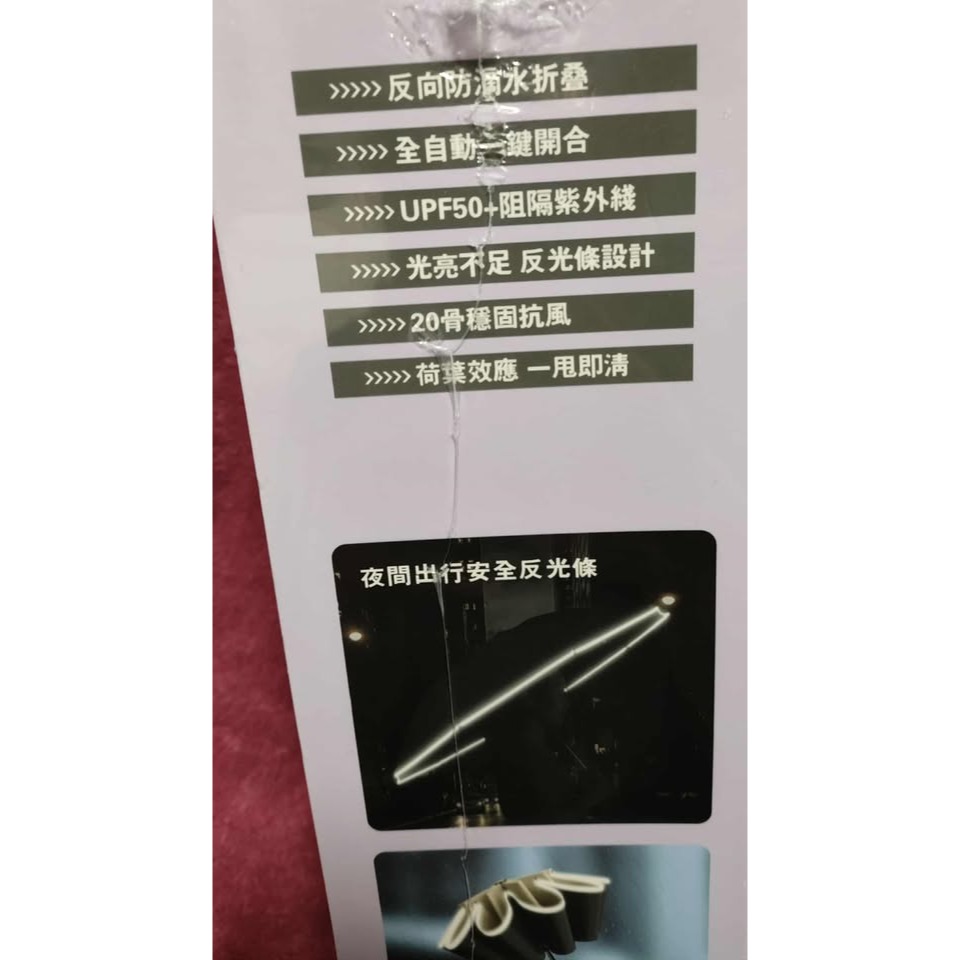 >>>>> 反向防滴水折叠
>>>>> 全自動一鍵開合
>>>>> UPF50+阻隔紫外綫
>>>>> 光亮不足 反光條設計
>>>>> 20骨穩固抗風
>>>>> 荷葉效應 一甩即清
夜間出行安全反光條